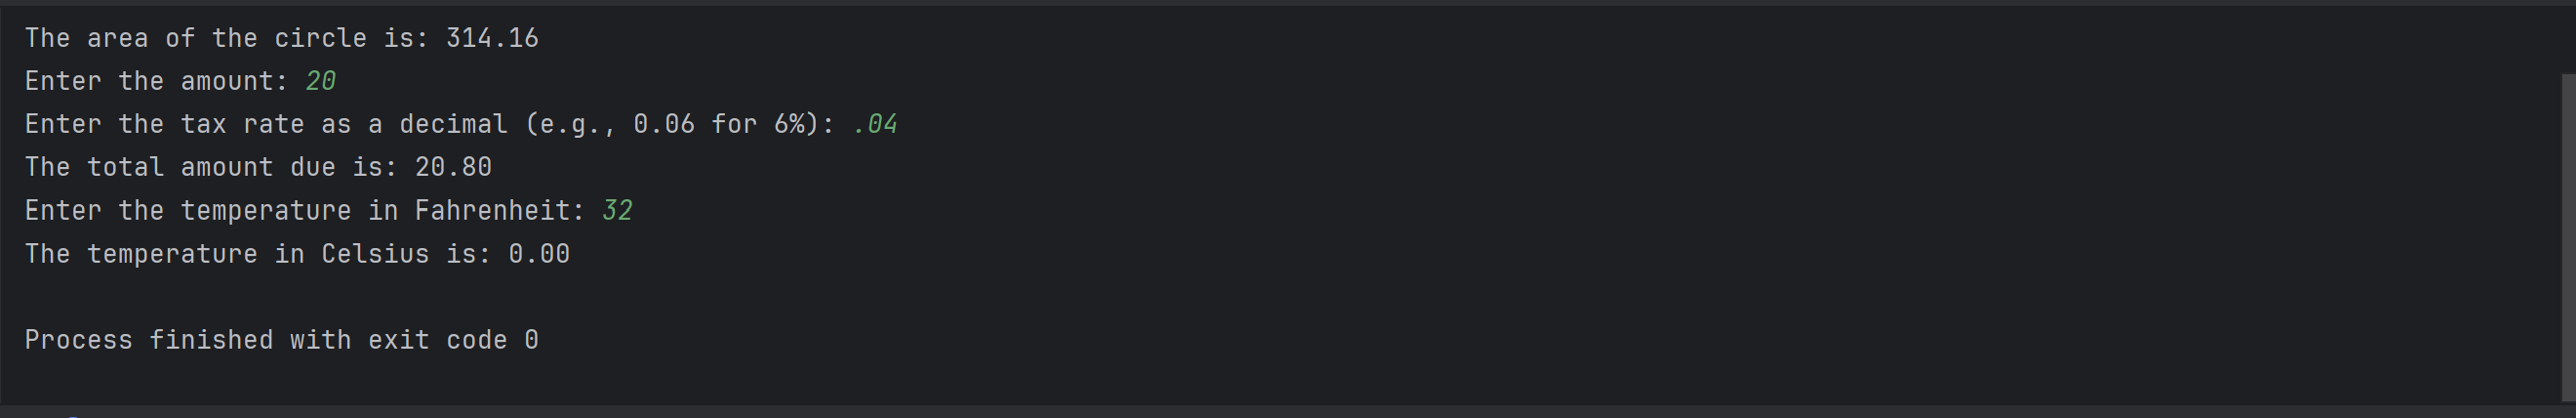 The area of the circle is: 314.16
Enter the amount: 20
Enter the tax rate as a decimal (e.g., 0.06 for 6%): .04
The total amount due is: 20.80
Enter the temperature in Fahrenheit: 32
The temperature in Celsius is: 0.00
Process finished with exit code 0